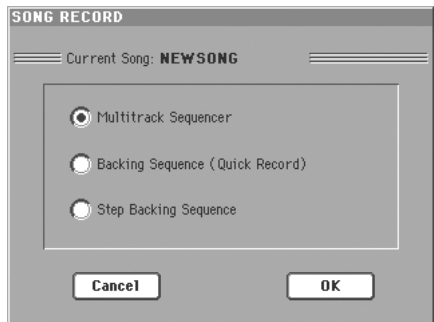 SONG RECORD
Current Song: NEWSONG
Multitrack Sequencer
Backing Sequence (Quick Record)
Step Backing Sequence
Cancel OK